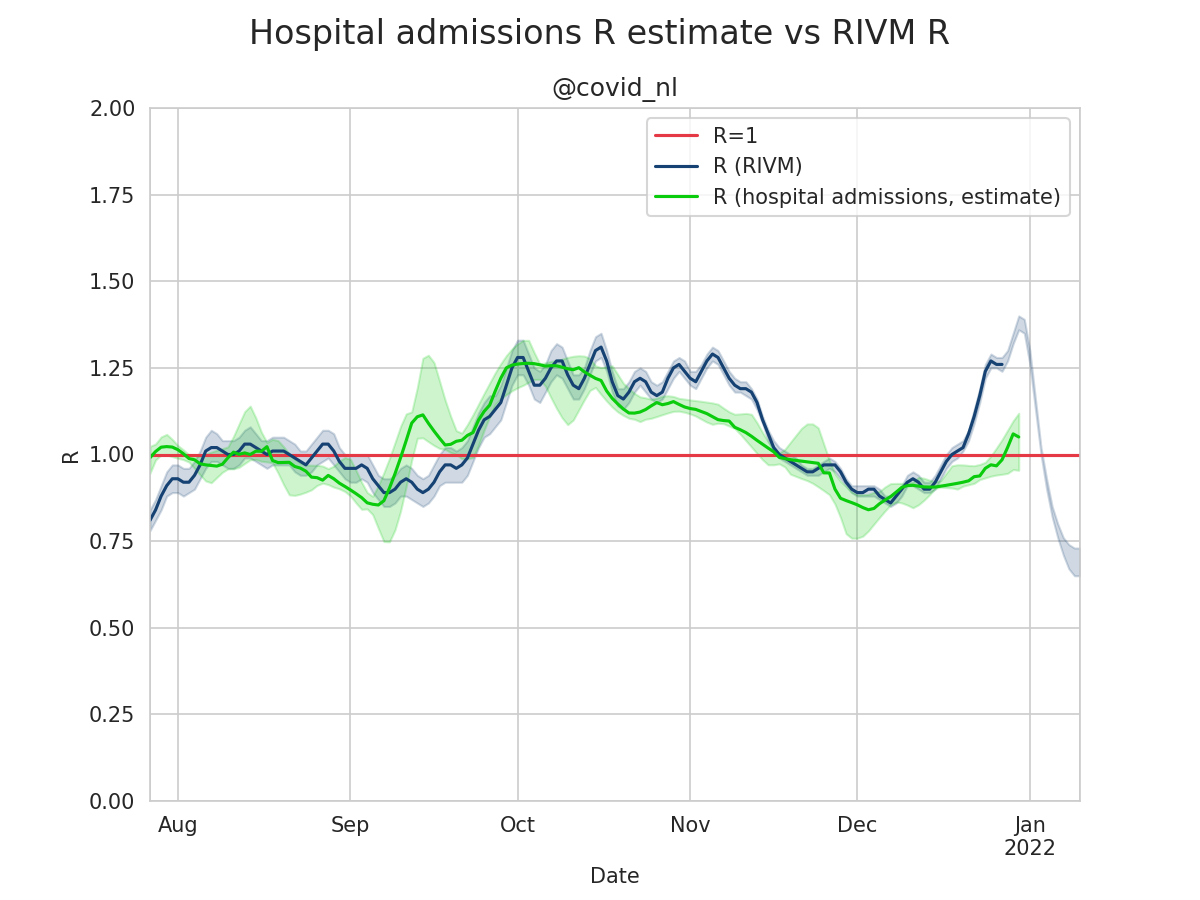 Hospital admissions R estimate vs RIVM R
@covid_nl
2.00
1.75
1.50
1.25
1.00
0.75
0.50
0.25
0.00
R
R=1
R (RIVM)
R (hospital admissions, estimate)
Aug Sep Oct Nov Dec Jan
2022
Date